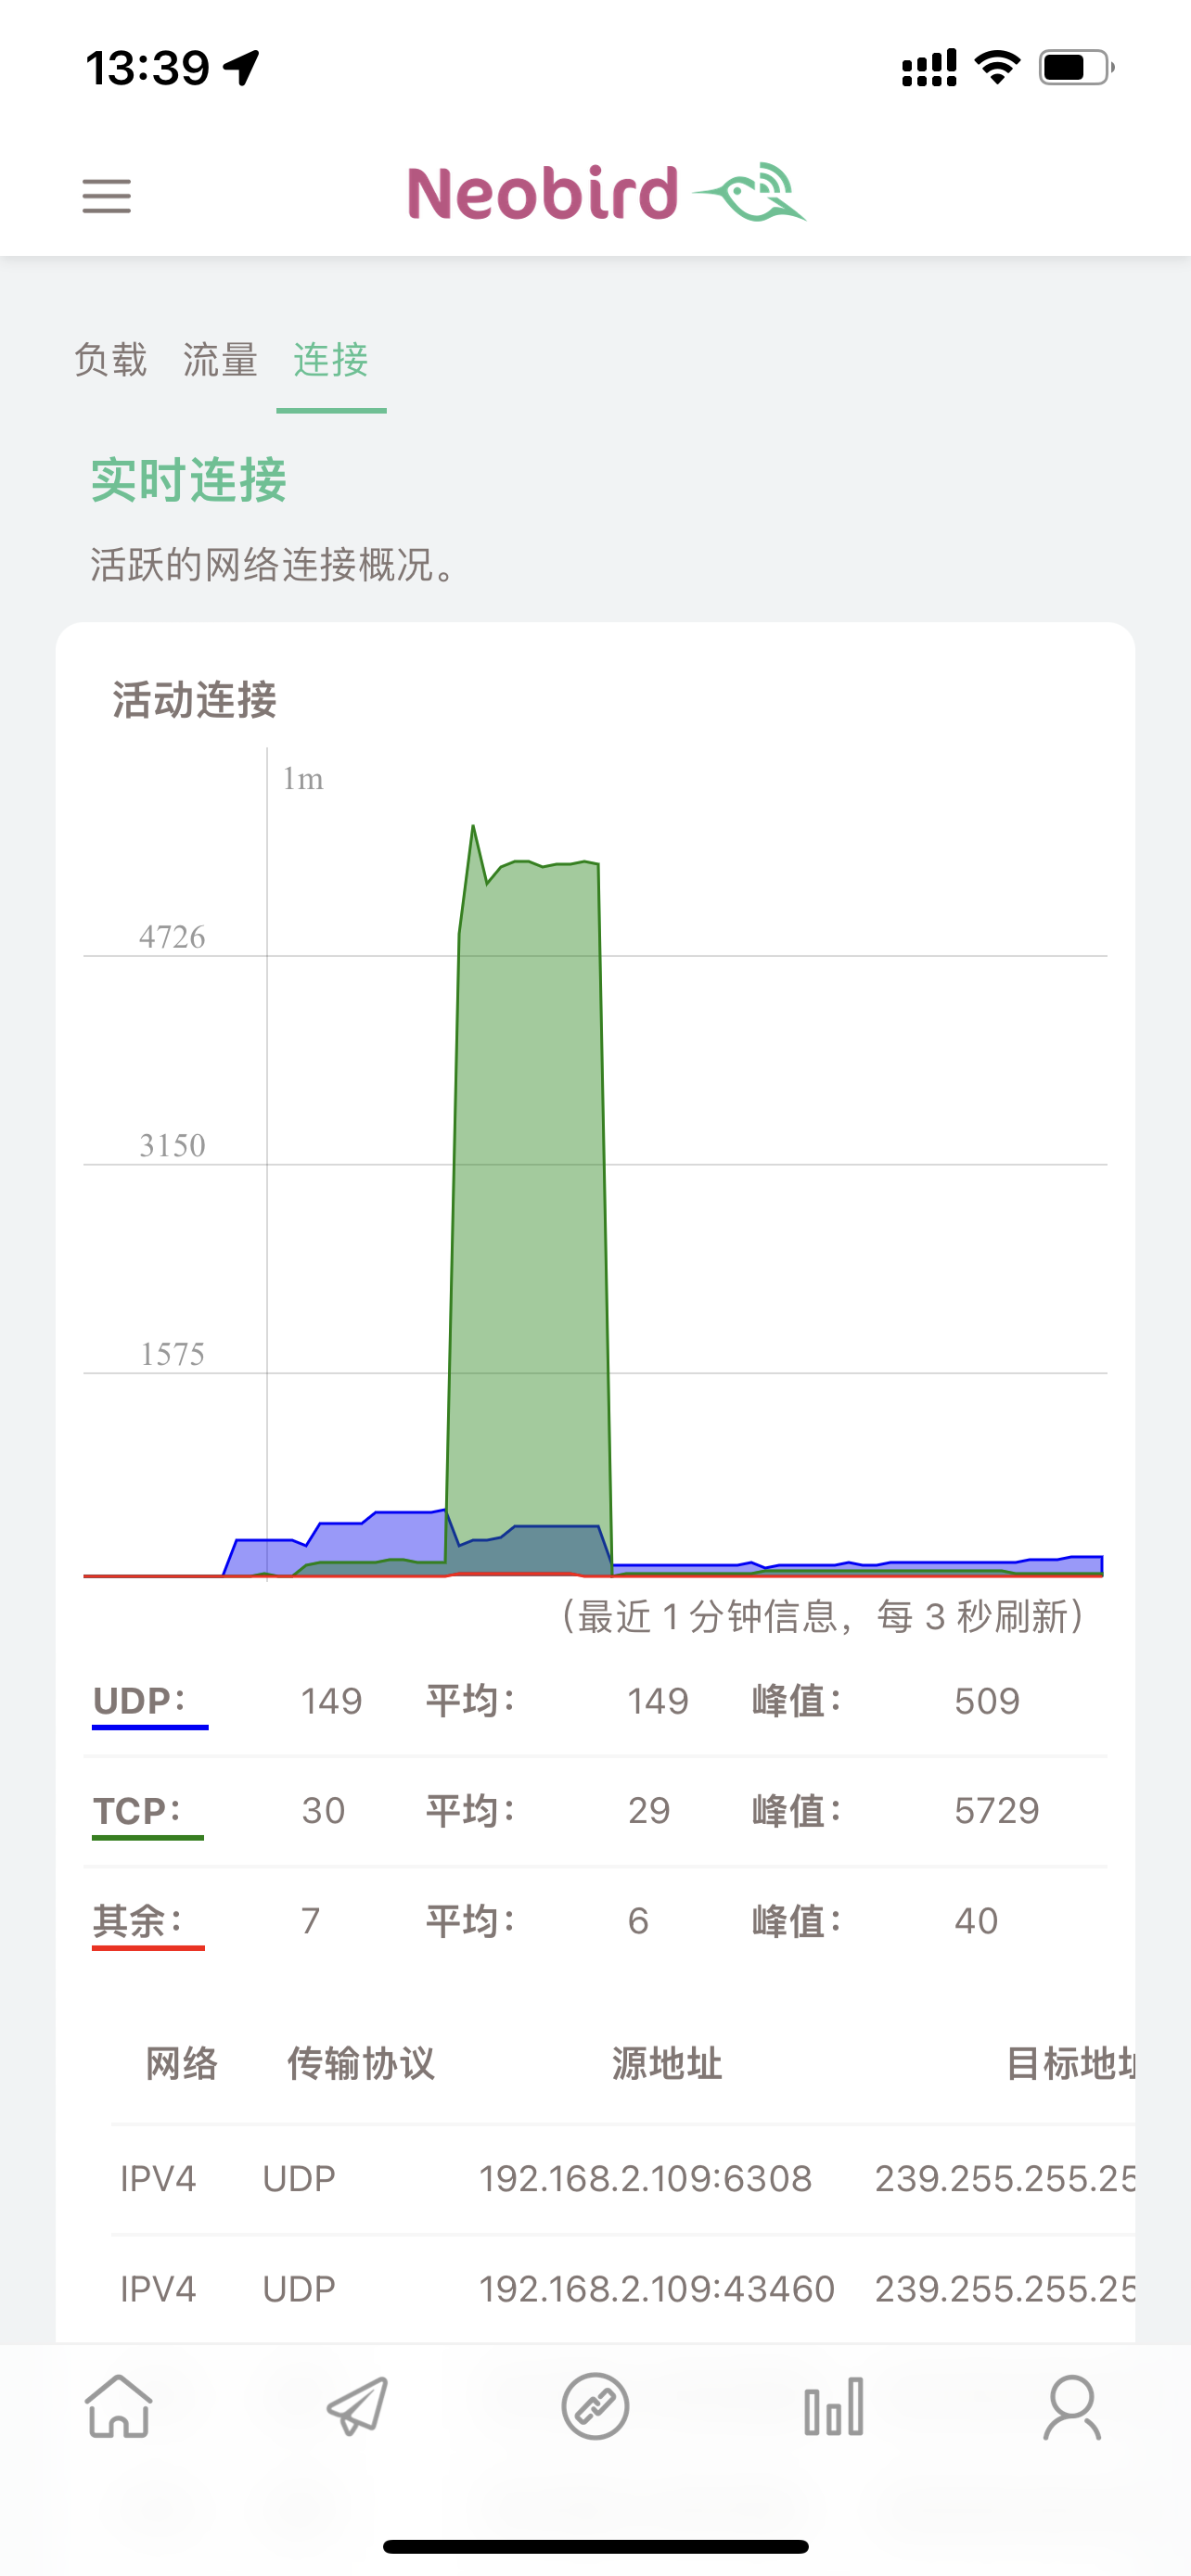 13:39
Neobird
负载 流量 连接
实时连接
活跃的网络连接概况。
活动连接
1m
4726
3150
1575
（最近 1 分钟信息，每 3 秒刷新）
UDP： 149 平均： 149 峰值： 509
TCP： 30 平均： 29 峰值： 5729
其余： 7 平均： 6 峰值： 40
网络 传输协议 源地址 目标地址
IPV4 UDP 192.168.2.109:6308 239.255.255.25
IPV4 UDP 192.168.2.109:43460 239.255.255.25